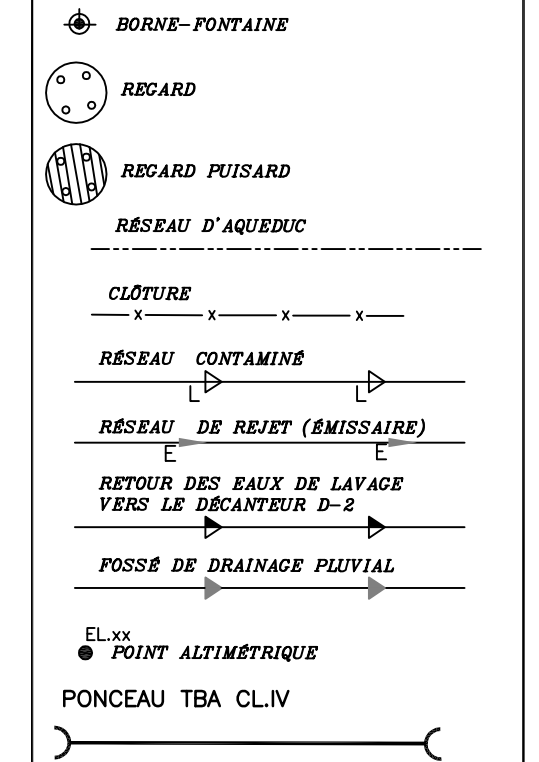 BORNE-FONTAINE
REGARD
REGARD PUISARD
RÉSEAU D'AQUEDUC
CLÔTURE
x x x x
RÉSEAU CONTAMINÉ
L L
RÉSEAU DE REJET (ÉMISSAIRE)
E E
RETOUR DES EAUX DE LAVAGE
VERS LE DÉCANTEUR D-2
FOSSÉ DE DRAINAGE PLUVIAL
EL.xx
POINT ALTIMÉTRIQUE
PONCEAU TBA CL.IV